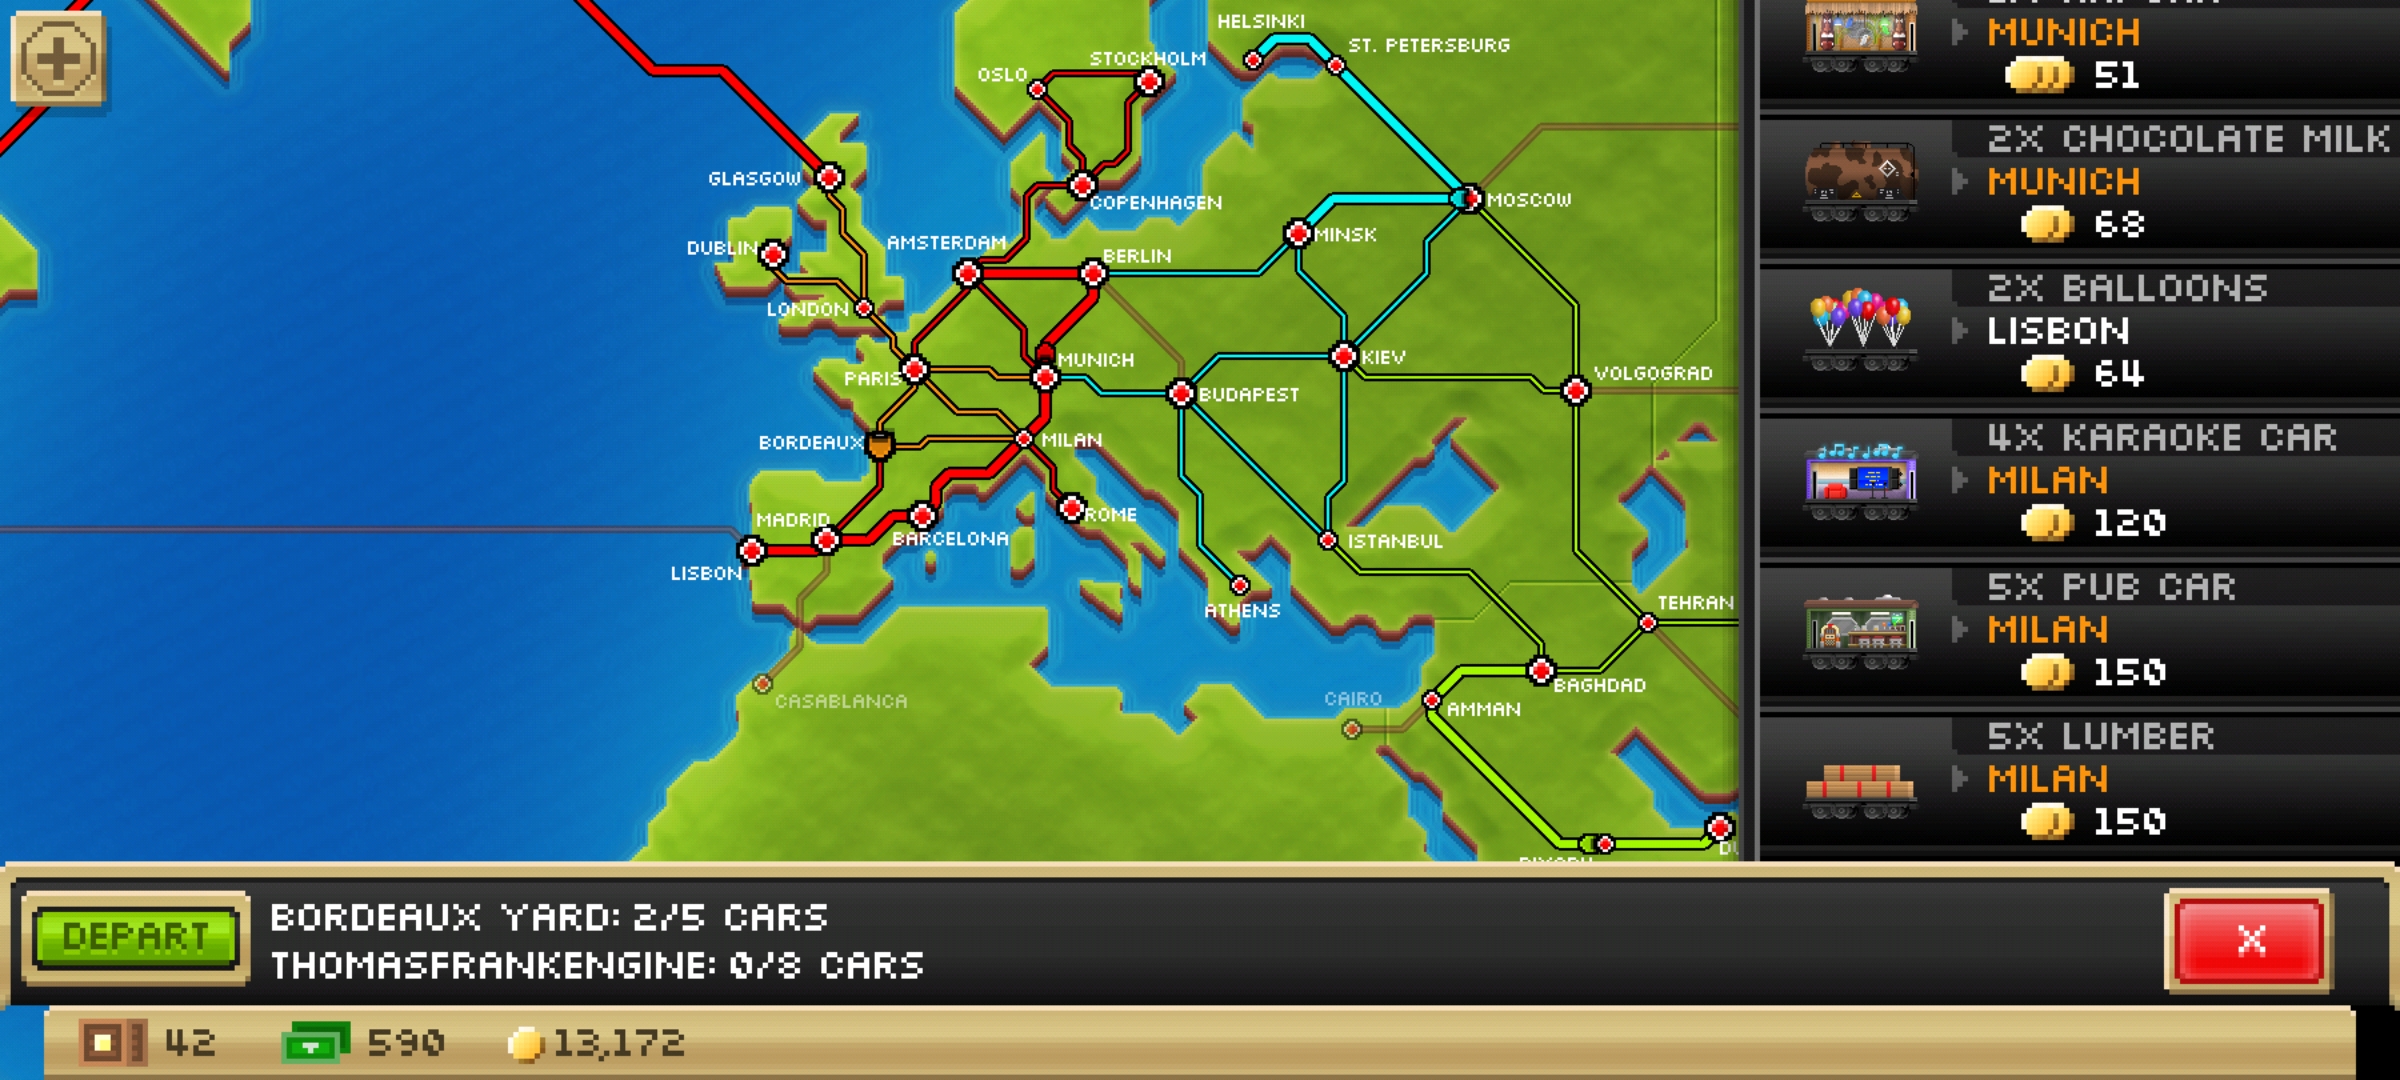 HELSINKI
ST. PETERSBURG
STOCKHOLM
OSLO
GLASGOW
COPENHAGEN
MOSCOW
MINSK
DUBLIN
AMSTERDAM
BERLIN
LONDON
MUNICH
KIEV
PARIS
VOLGOGRAD
BUDAPEST
BORDEAUX
MILAN
MADRID
ROME
BARCELONA
ISTANBUL
LISBON
ATHENS
TEHRAN
BAGHDAD
CASABLANCA
CAIRO
AMMAN
MUNICH
51
2X CHOCOLATE MILK
MUNICH
68
2X BALLOONS
LISBON
64
4X KARAOKE CAR
MILAN
120
5X PUB CAR
MILAN
150
5X LUMBER
MILAN
150
DEPART
BORDEAUX YARD: 2/5 CARS
THOMASFRANKENGINE: 0/8 CARS
X
42
590
13,172